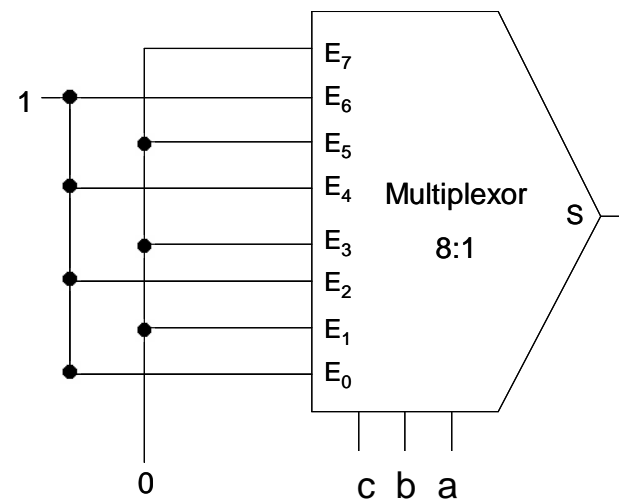 E₇
1
E₆
E₅
E₄
Multiplexor
S
E₃
8:1
E₂
E₁
E₀
c b a
0